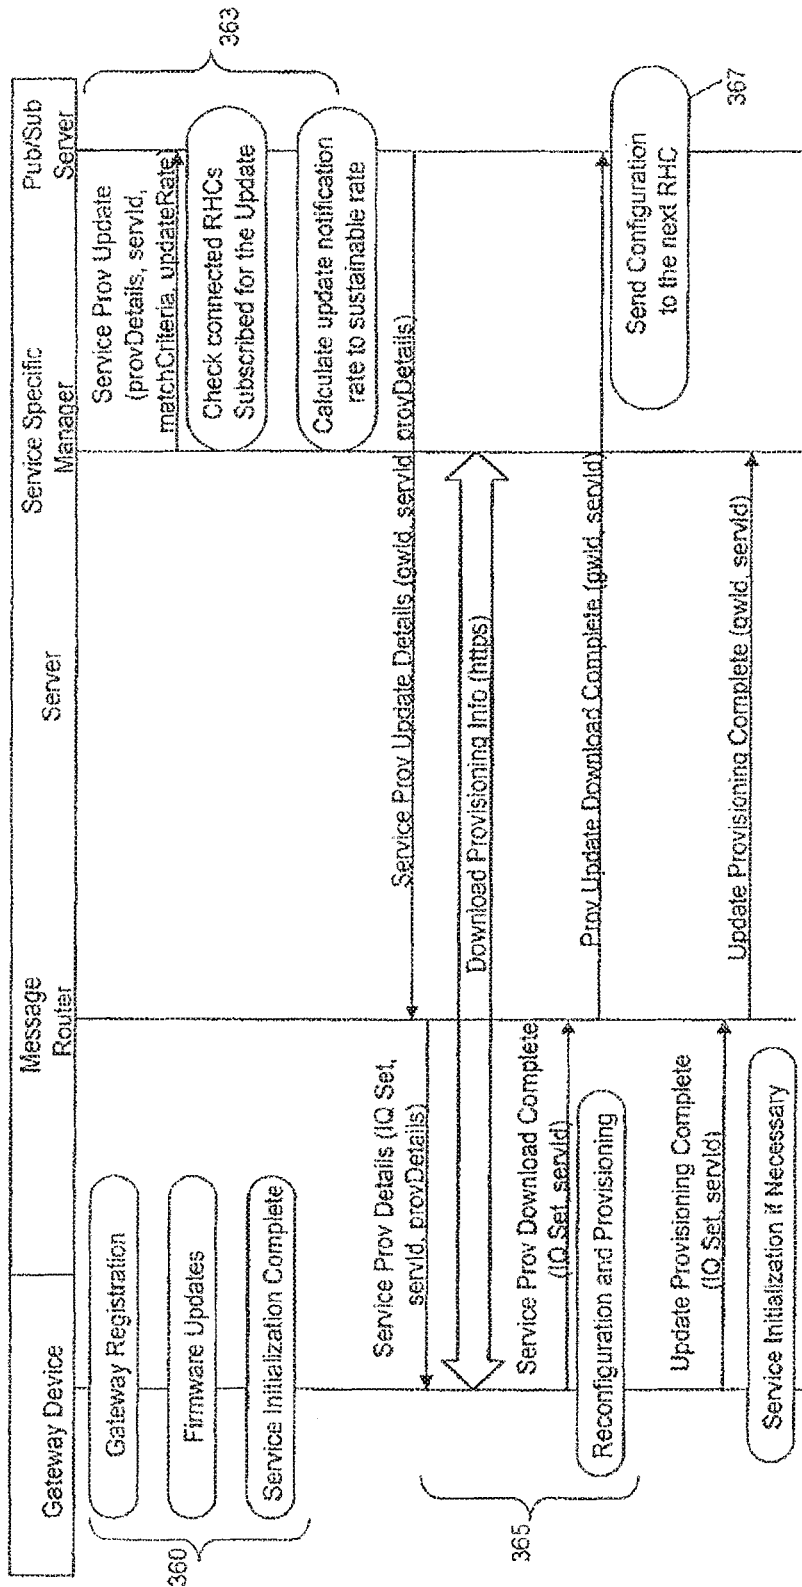 Gateway Device
Message
Router
Server
Service Specific
Manager
Pub/Sub
Server
360
Gateway Registration
Firmware Updates
Service Initialization Complete
Service Prov Update
(provDetails, servId,
matchCriteria, updateRate
Check connected RHCs
Subscribed for the Update
Calculate update notification
rate to sustainable rate
363
Service Prov Update Details (gwId, servId, provDetails)
Service Prov Details (IQ Set,
servId, provDetails)
Download Provisioning Info (https)
365
Service Prov Download Complete
(IQ Set, servId)
Prov Update Download Complete (gwId, servId)
Reconfiguration and Provisioning
Send Configuration
to the next RHC
367
Update Provisioning Complete
(IQ Set, servId)
Update Provisioning Complete (gwId, servId)
Service Initialization if Necessary